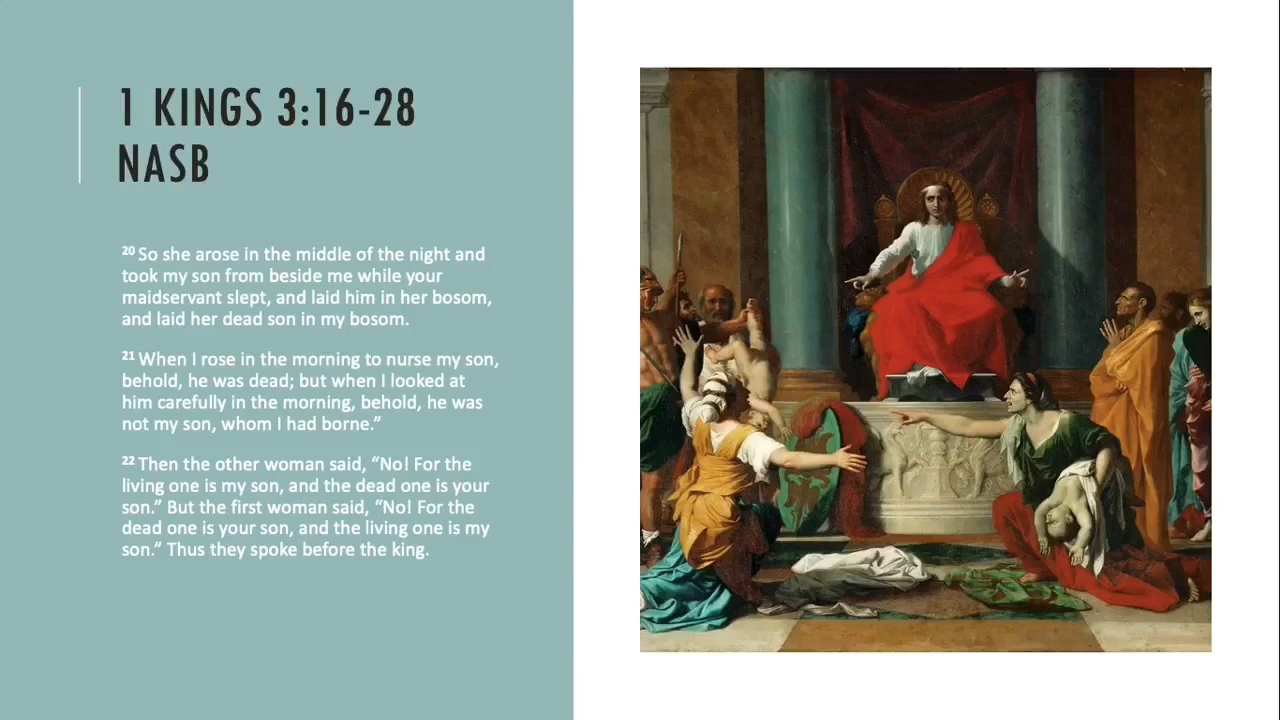 1 KINGS 3:16-28
NASB
20 So she arose in the middle of the night and
took my son from beside me while your
maidservant slept, and laid him in her bosom,
and laid her dead son in my bosom.
21 When I rose in the morning to nurse my son,
behold, he was dead; but when I looked at
him carefully in the morning, behold, he was
not my son, whom I had borne.”
22 Then the other woman said, “No! For the
living one is my son, and the dead one is your
son.” But the first woman said, “No! For the
dead one is your son, and the living one is my
son.” Thus they spoke before the king.